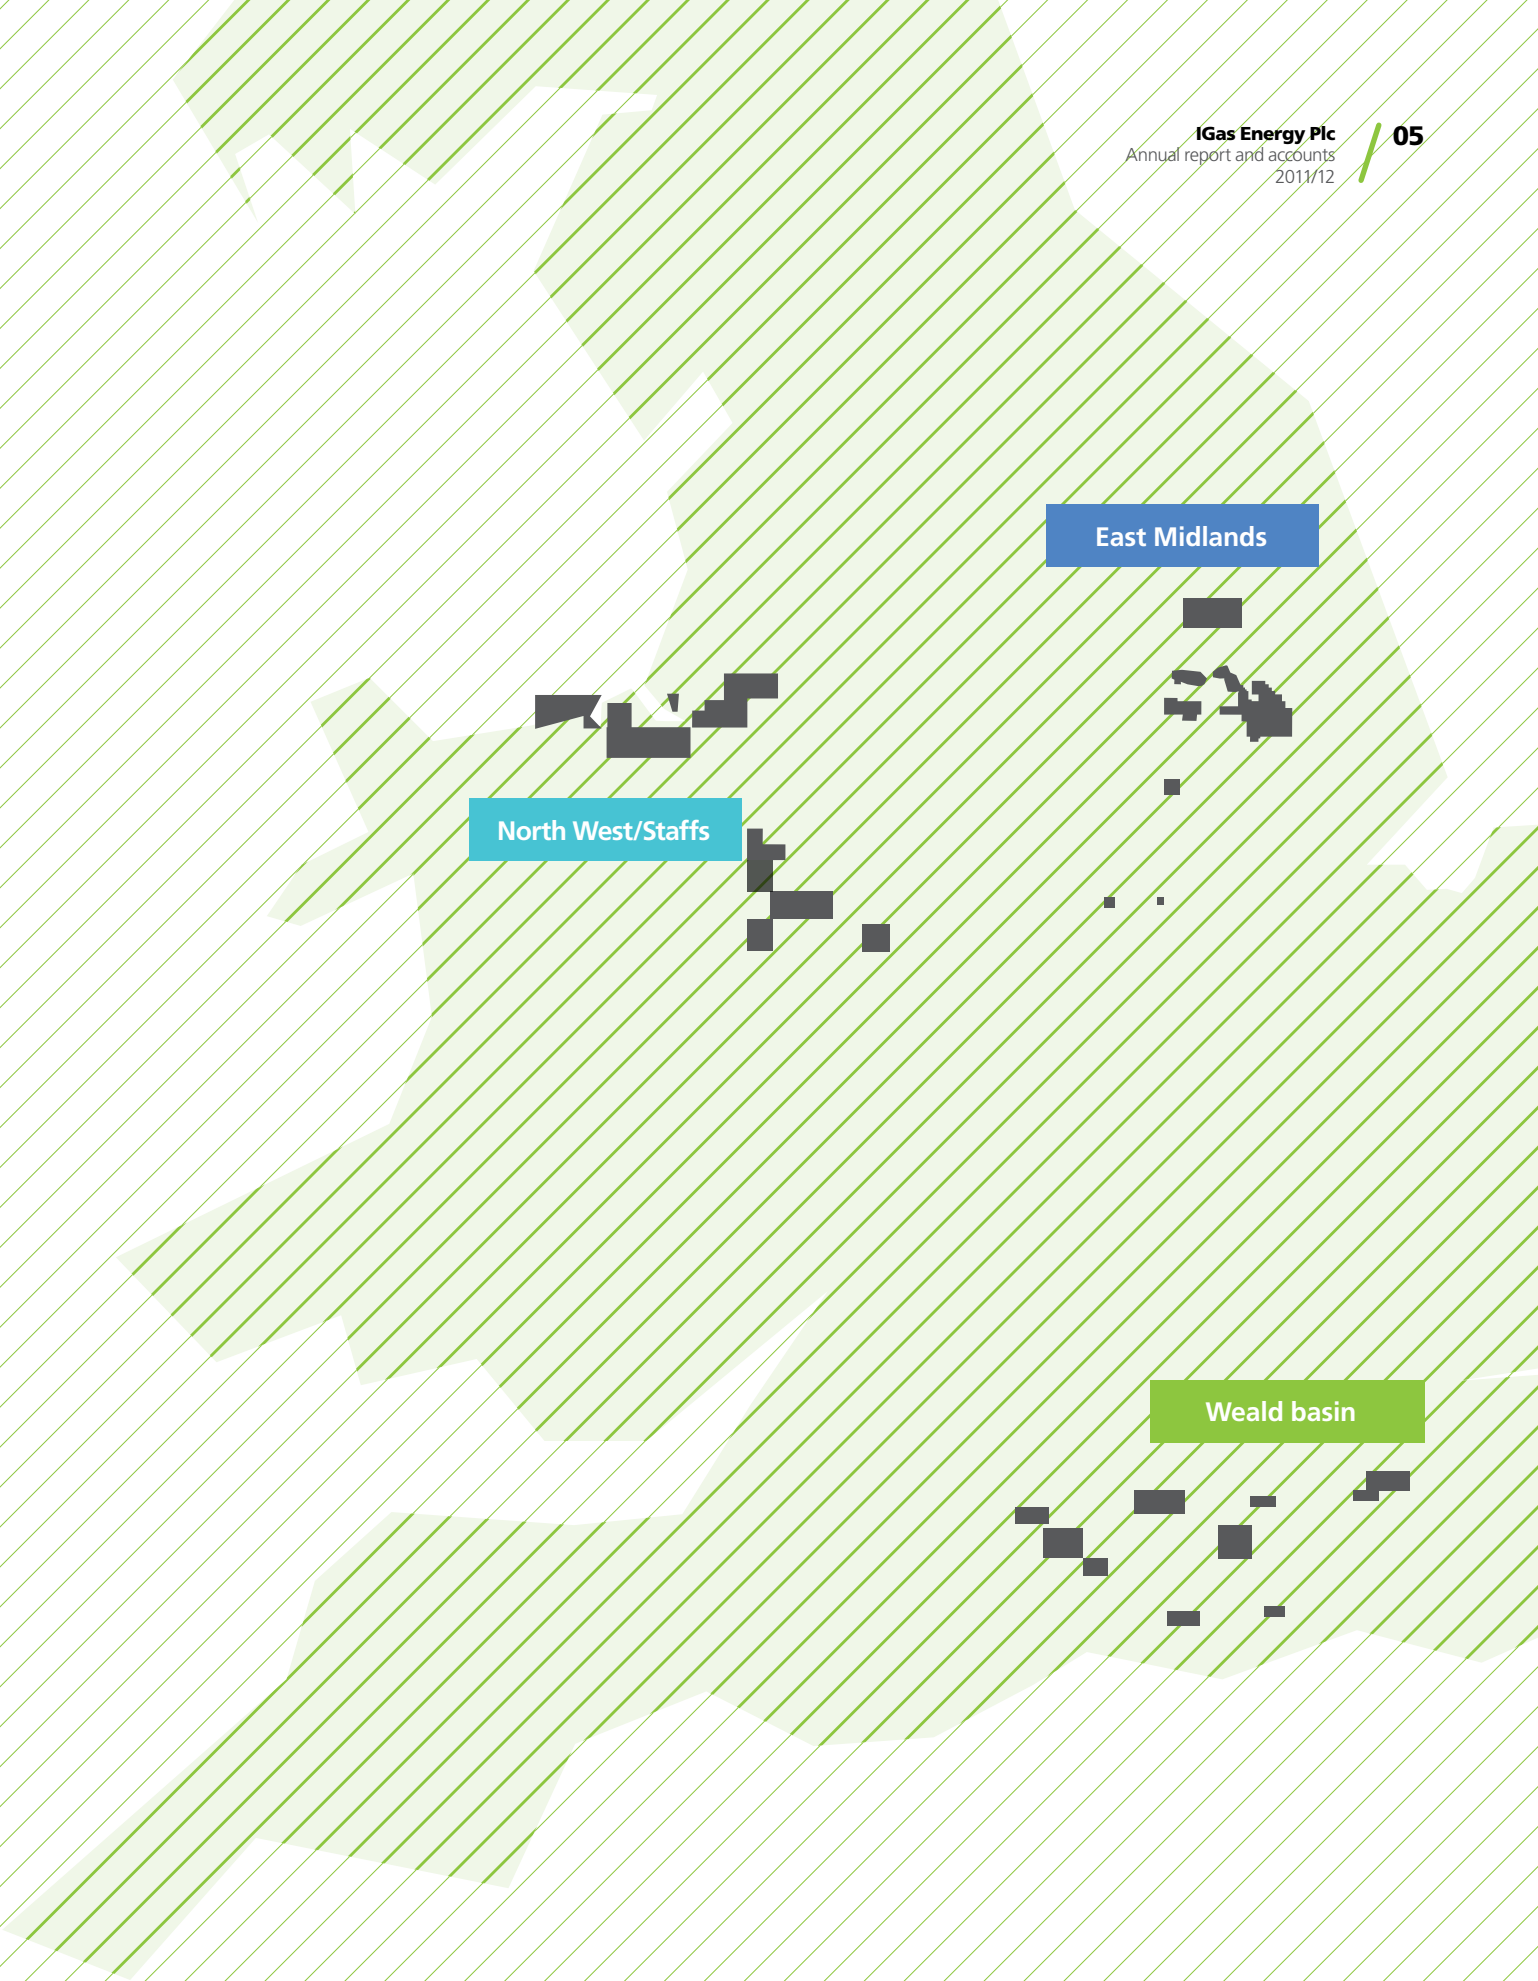 IGas Energy Plc
Annual report and accounts
2011/12
05
East Midlands
North West/Staffs
Weald basin